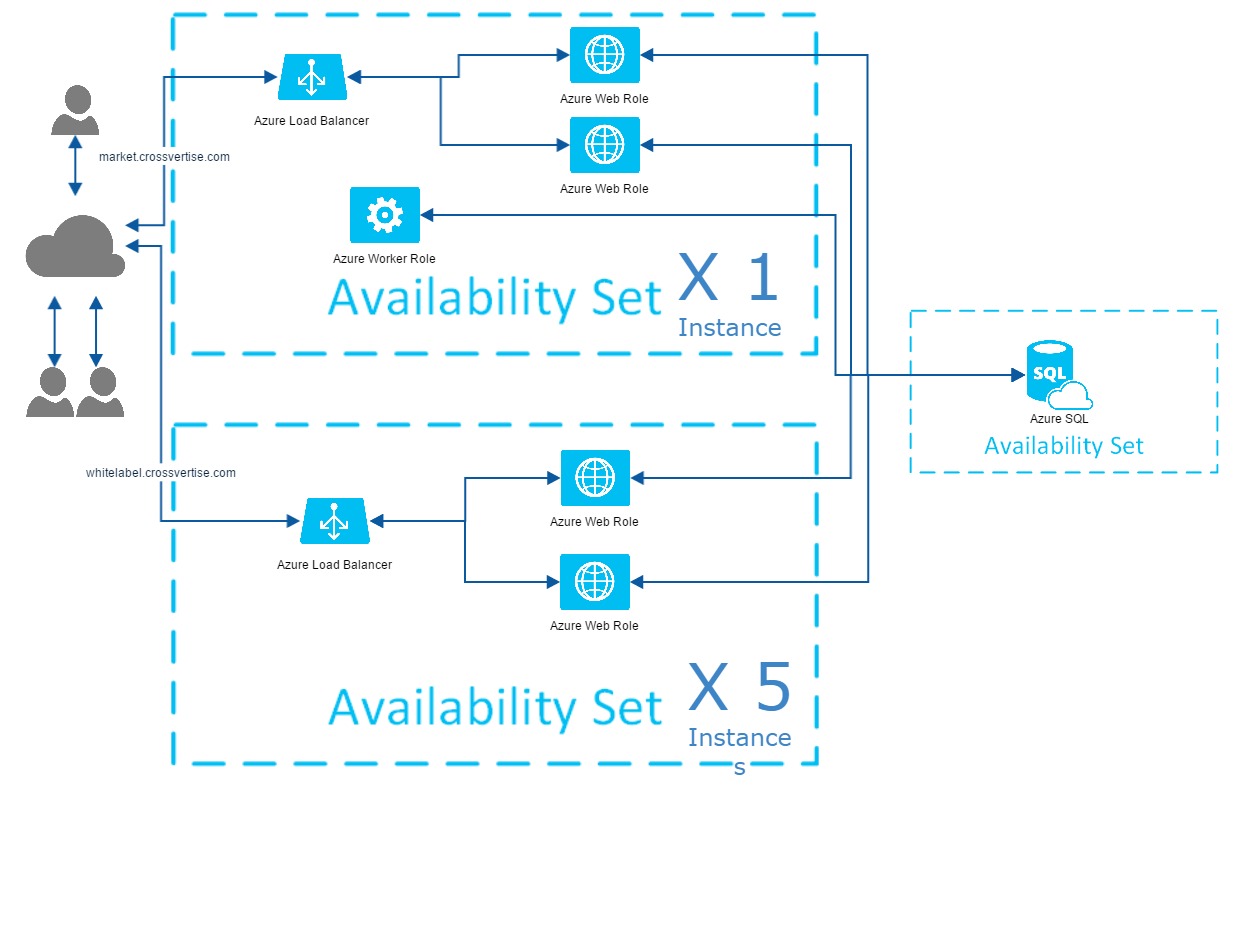 Azure Web Role
Azure Load Balancer
market.crossvertise.com
Azure Web Role
Azure Worker Role
Availability Set
X 1
Instance
SQL
Azure SQL
Availability Set
whitelabel.crossvertise.com
Azure Web Role
Azure Load Balancer
Azure Web Role
Availability Set
X 5
Instance
s